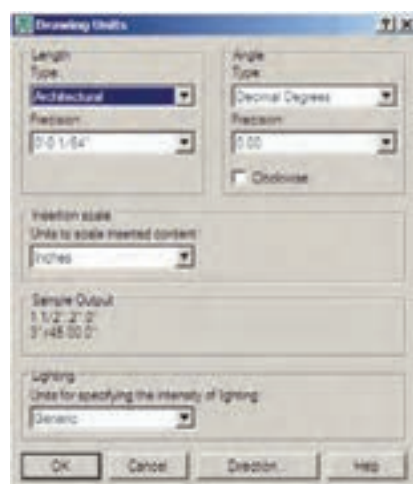 Drawing Units
Length
Type
Architectural
Precision
0'-0 1/64"
Angle
Type
Decimal Degrees
Precision
0.00
Clockwise
Insertion scale
Units to scale inserted content:
Inches
Sample Output
1 1/2",2",0"
3"<45.00,0"
Lighting
Units for specifying the intensity of lighting:
Generic
OK
Cancel
Direction...
Help